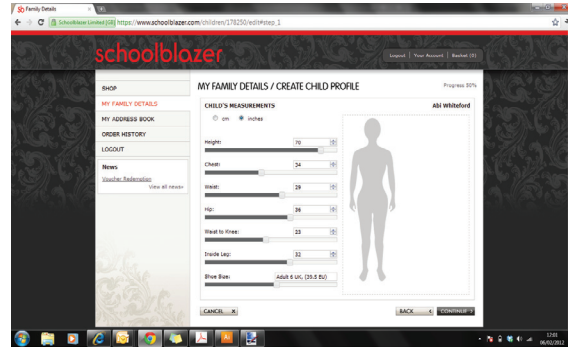 Family Details
Schoolblazer Limited [GB] https://www.schoolblazer.com/children/178250/edit#step_1
schoolblazer
Logout | Your Account | Basket (0)
SHOP
MY FAMILY DETAILS
MY ADDRESS BOOK
ORDER HISTORY
LOGOUT
News
Voucher Redemption
View all news»
MY FAMILY DETAILS / CREATE CHILD PROFILE
Progress 50%
CHILD'S MEASUREMENTS
Abi Whiteford
cm inches
Height: 70
Chest: 34
Waist: 29
Hip: 36
Waist to Knee: 23
Inside Leg: 32
Shoe Size: Adult 6 UK, (39.5 EU)
CANCEL X
BACK <
CONTINUE >
12:01
06/02/2012